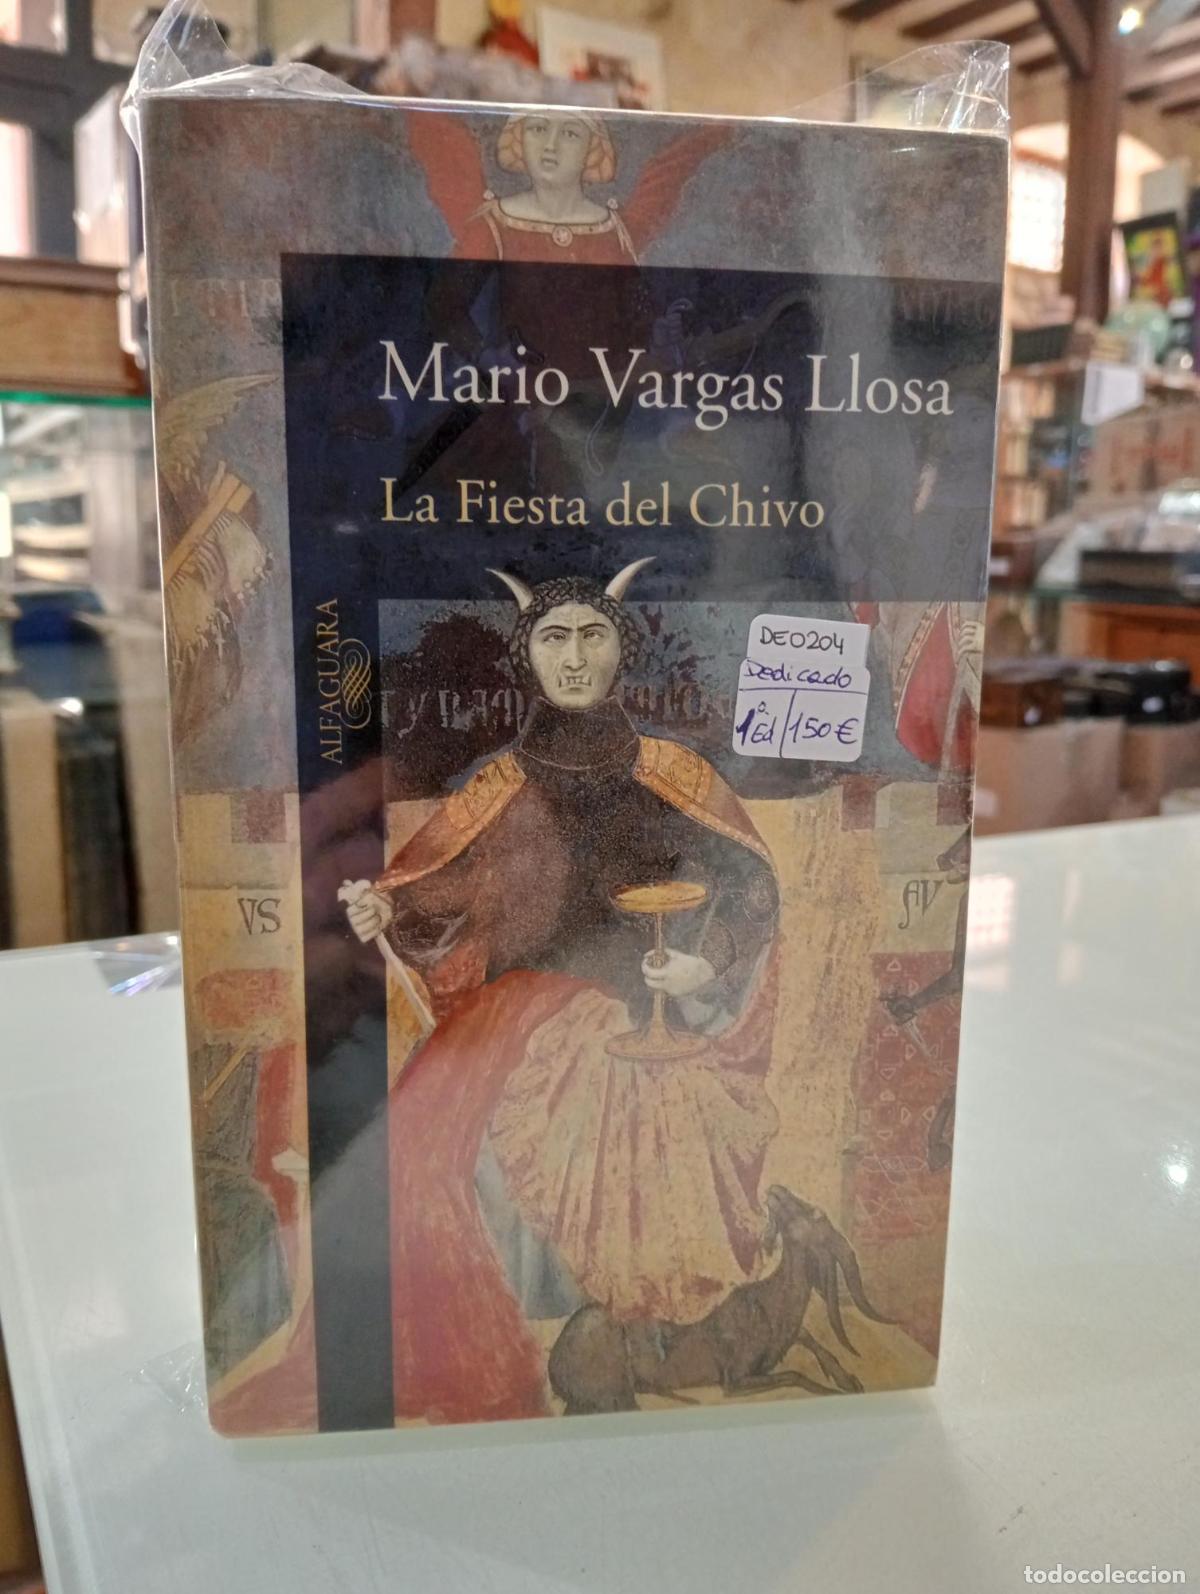 Mario Vargas Llosa
La Fiesta del Chivo
ALFAGUARA
DE0204
Dedicado
1ª Ed 150€
VS
AV
todocoleccion